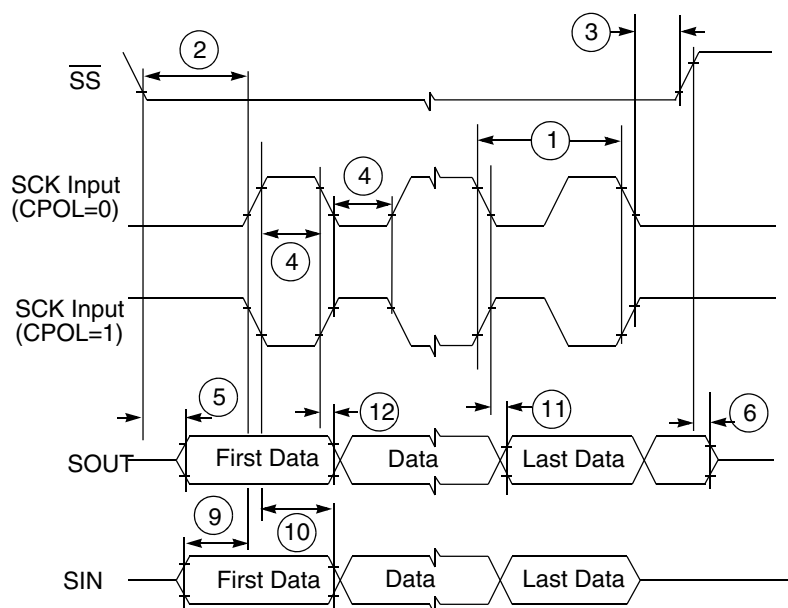 2
3
SS
1
SCK Input
(CPOL=0)
4
4
SCK Input
(CPOL=1)
5
12
11
6
SOUT
First Data
Data
Last Data
9
10
SIN
First Data
Data
Last Data